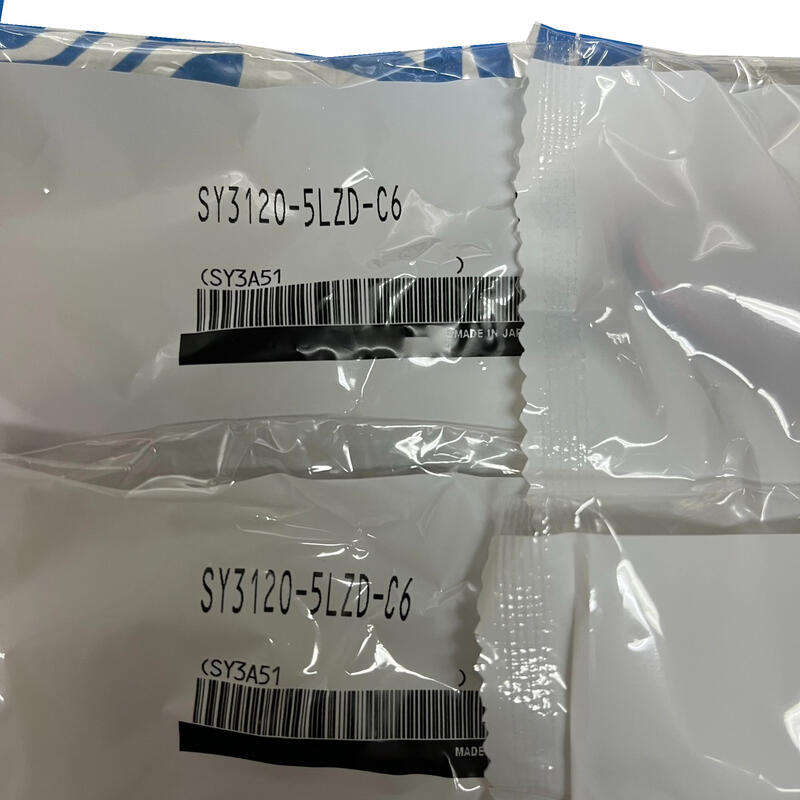 SY3120-5LZD-C6
(SY3A51 )
MADE IN JAP
SY3120-5LZD-C6
(SY3A51 )
MADE